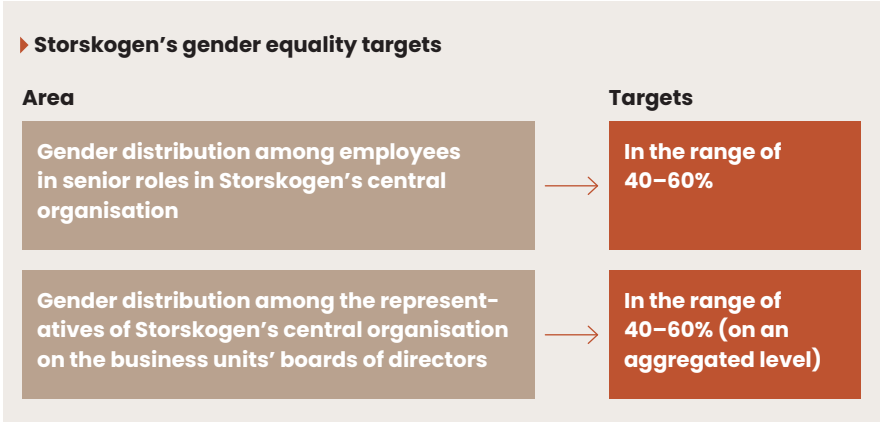 Storskogen’s gender equality targets
Area
Targets
Gender distribution among employees
in senior roles in Storskogen’s central
organisation
In the range of
40–60%
Gender distribution among the represent-
atives of Storskogen’s central organisation
on the business units’ boards of directors
In the range of
40–60% (on an
aggregated level)